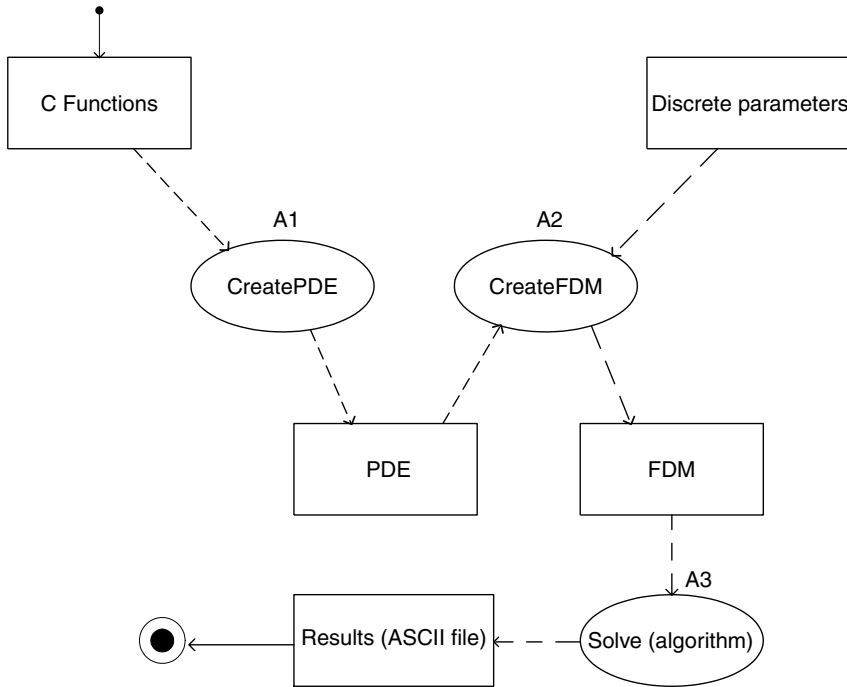 C Functions
Discrete parameters
A1
A2
CreatePDE
CreateFDM
PDE
FDM
A3
Results (ASCII file)
Solve (algorithm)